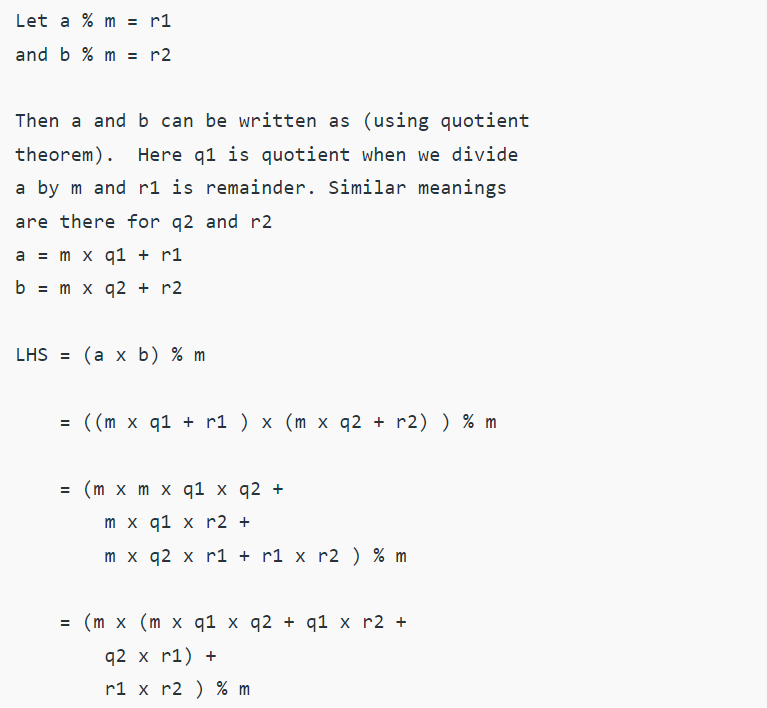 Let a % m = r1
and b % m = r2
Then a and b can be written as (using quotient
theorem).  Here q1 is quotient when we divide
a by m and r1 is remainder. Similar meanings
are there for q2 and r2
a = m x q1 + r1
b = m x q2 + r2
LHS = (a x b) % m
= ((m x q1 + r1 ) x (m x q2 + r2) ) % m
= (m x m x q1 x q2 +
m x q1 x r2 +
m x q2 x r1 + r1 x r2 ) % m
= (m x (m x q1 x q2 + q1 x r2 +
q2 x r1) +
r1 x r2 ) % m